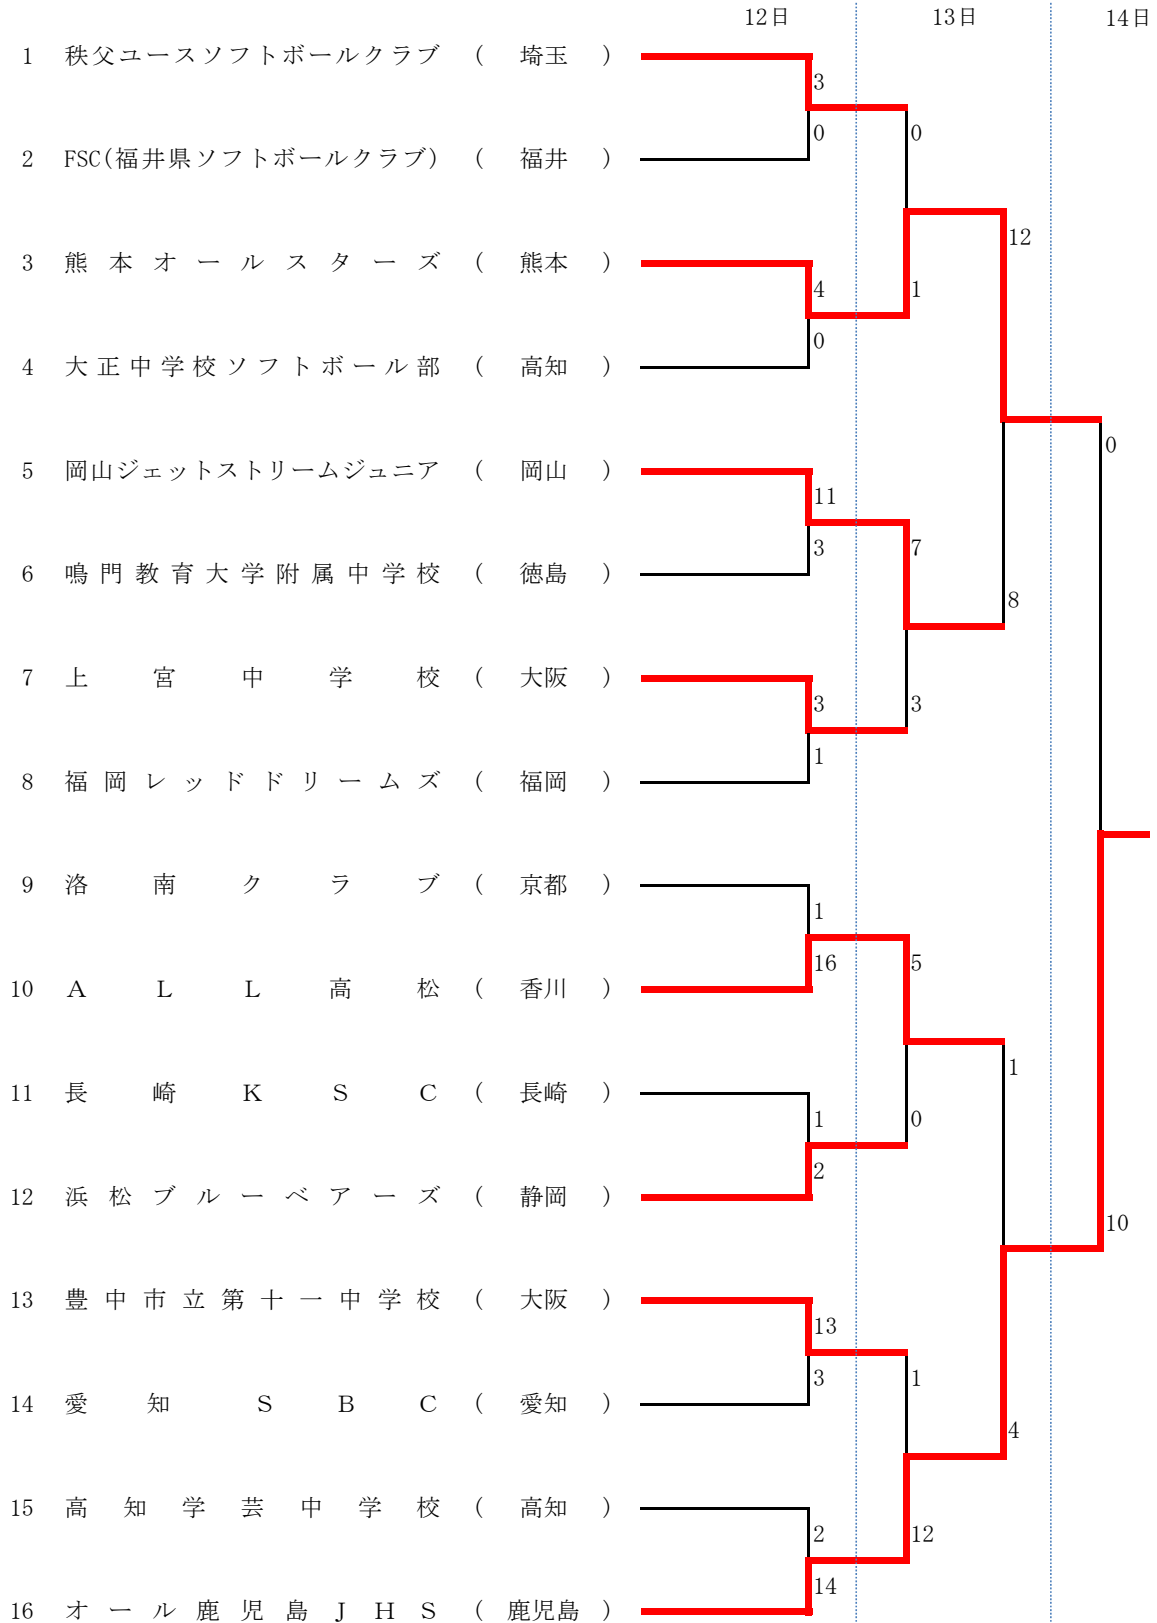 12日 13日 14日
1 秩父ユースソフトボールクラブ ( 埼玉 )
3
0 0
2 FSC(福井県ソフトボールクラブ) ( 福井 )
12
3 熊本オールスターズ ( 熊本 )
4 1
0
4 大正中学校ソフトボール部 ( 高知 )
0
5 岡山ジェットストリームジュニア ( 岡山 )
11
3 7
6 鳴門教育大学附属中学校 ( 徳島 )
8
7 上宮中学校 ( 大阪 )
3 3
1
8 福岡レッドドリームズ ( 福岡 )
9 洛南クラブ ( 京都 )
1
16 5
10 ALL高松 ( 香川 )
1
11 長崎KSC ( 長崎 )
1 0
2
12 浜松ブルーベアーズ ( 静岡 )
10
13 豊中市立第十一中学校 ( 大阪 )
13
3 1
14 愛知SBC ( 愛知 )
4
15 高知学芸中学校 ( 高知 )
2 12
14
16 オール鹿児島JHS ( 鹿児島 )